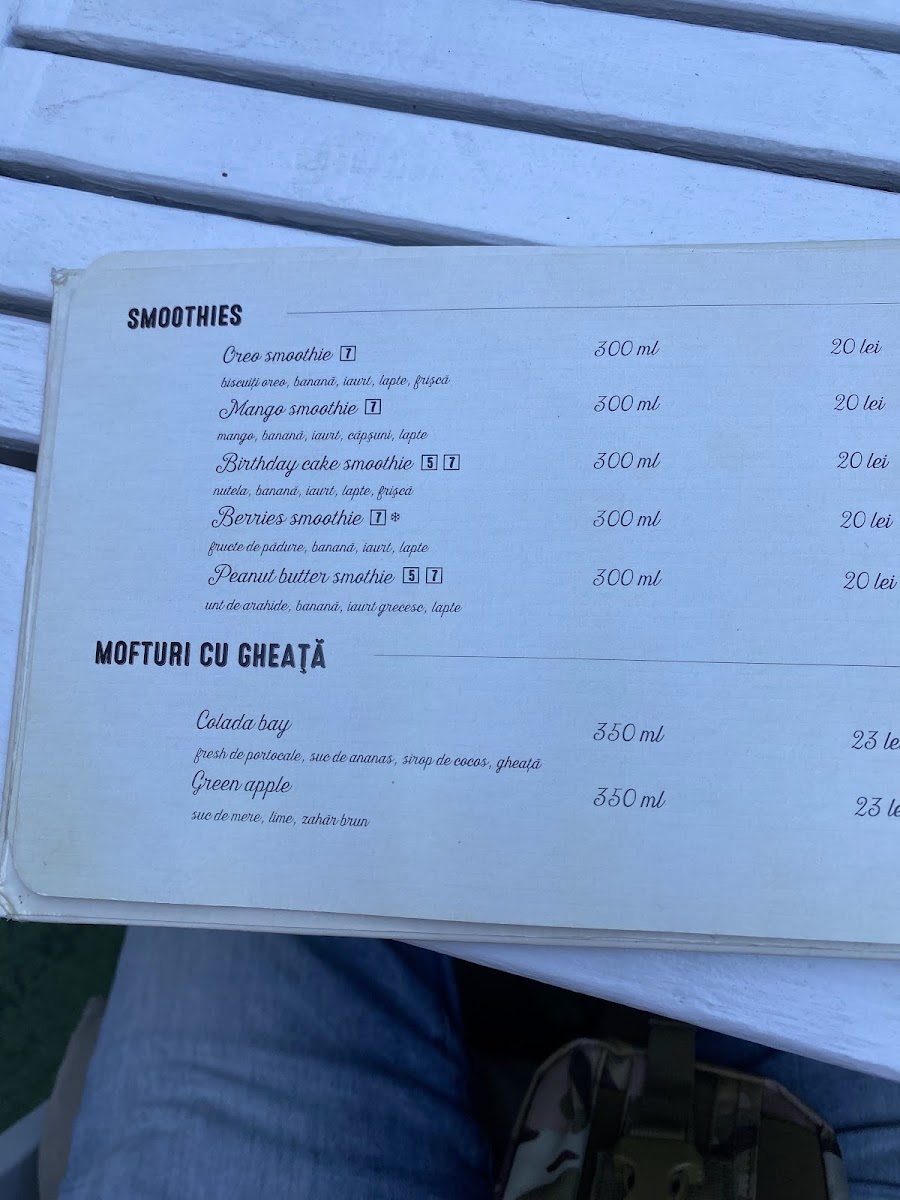 SMOOTHIES
Oreo smoothie 7 300 ml 20 lei
biscuiți oreo, banană, iaurt, lapte, frișcă
Mango smoothie 7 300 ml 20 lei
mango, banană, iaurt, căpșuni, lapte
Birthday cake smoothie 5 7 300 ml 20 lei
nutela, banană, iaurt, lapte, frișcă
Berries smoothie 7 * 300 ml 20 lei
fructe de pădure, banană, iaurt, lapte
Peanut butter smothie 5 7 300 ml 20 lei
unt de arahide, banană, iaurt grecesc, lapte
MOFTURI CU GHEAȚĂ
Colada bay 350 ml 23 le
fresh de portocale, suc de ananas, sirop de cocos, gheață
Green apple 350 ml 23 le
suc de mere, lime, zahăr brun